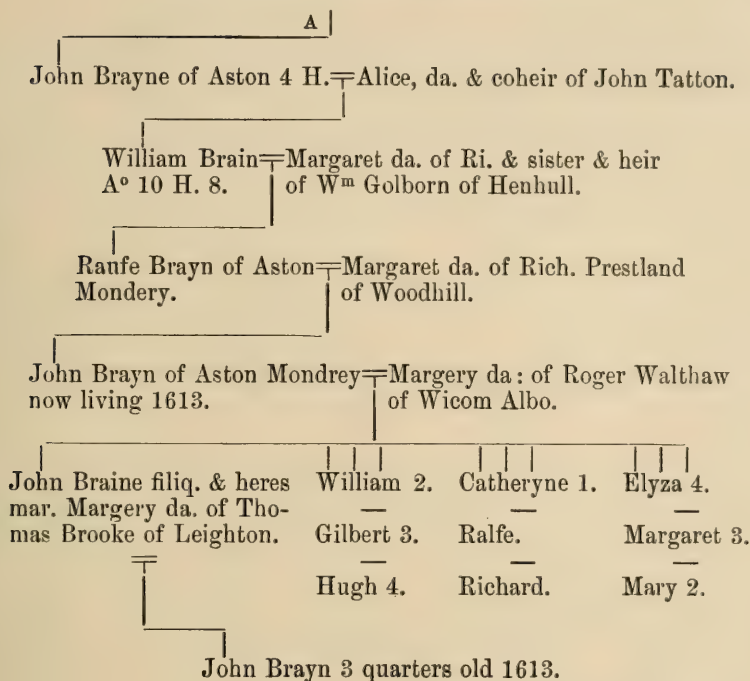 A
John Brayne of Aston 4 H. Alice, da. & coheir of John Tatton.
William Brain Margaret da. of Ri. & sister & heir
Aº 10 H. 8. of Wᵐ Golborn of Henhull.
Raufe Brayn of Aston Margaret da. of Rich. Prestland
Mondery. of Woodhill.
John Brayn of Aston Mondrey Margery da : of Roger Walthaw
now living 1613. of Wicom Albo.
John Braine filiq. & heres William 2. Catheryne 1. Elyza 4.
mar. Margery da. of Tho-
mas Brooke of Leighton. Gilbert 3. Ralfe. Margaret 3.
Hugh 4. Richard. Mary 2.
John Brayn 3 quarters old 1613.